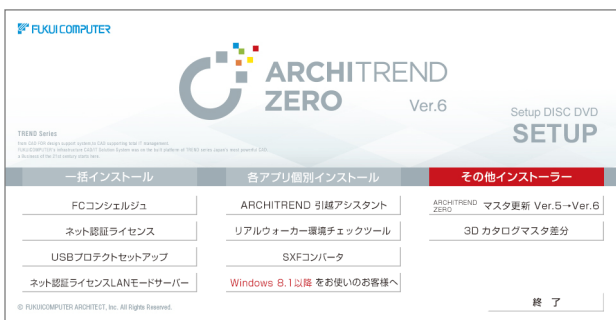 FUKUI COMPUTER
ARCHITREND
ZERO Ver.6
Setup DISC DVD
SETUP
TREND Series
一括インストール
各アプリ個別インストール
その他インストーラー
FCコンシェルジュ
ARCHITREND 引越アシスタント
ARCHITREND ZERO マスタ更新 Ver.5→Ver.6
ネット認証ライセンス
リアルウォーカー環境チェックツール
3D カタログマスタ差分
USBプロテクトセットアップ
SXFコンバータ
ネット認証ライセンスLANモードサーバー
Windows 8.1以降 をお使いのお客様へ
© FUKUICOMPUTER ARCHITECT, Inc. All Rights Reserved.
終 了